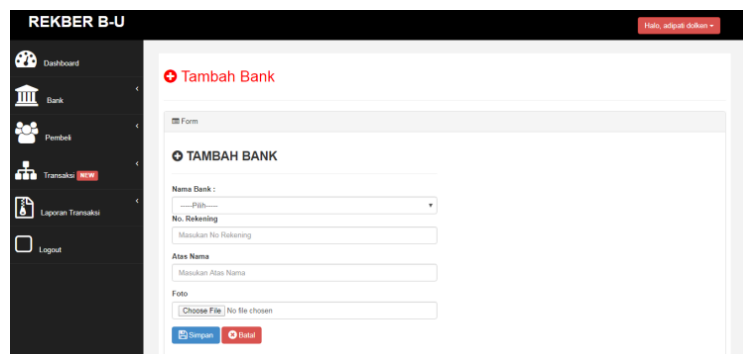 REKBER B-U
Halo, adipati dolken
Dashboard
Bank
Pembeli
Transaksi NEW
Laporan Transaksi
Logout
Tambah Bank
Form
TAMBAH BANK
Nama Bank :
-----Pilih-----
No. Rekening
Masukan No Rekening
Atas Nama
Masukan Atas Nama
Foto
Choose File No file chosen
Simpan Batal